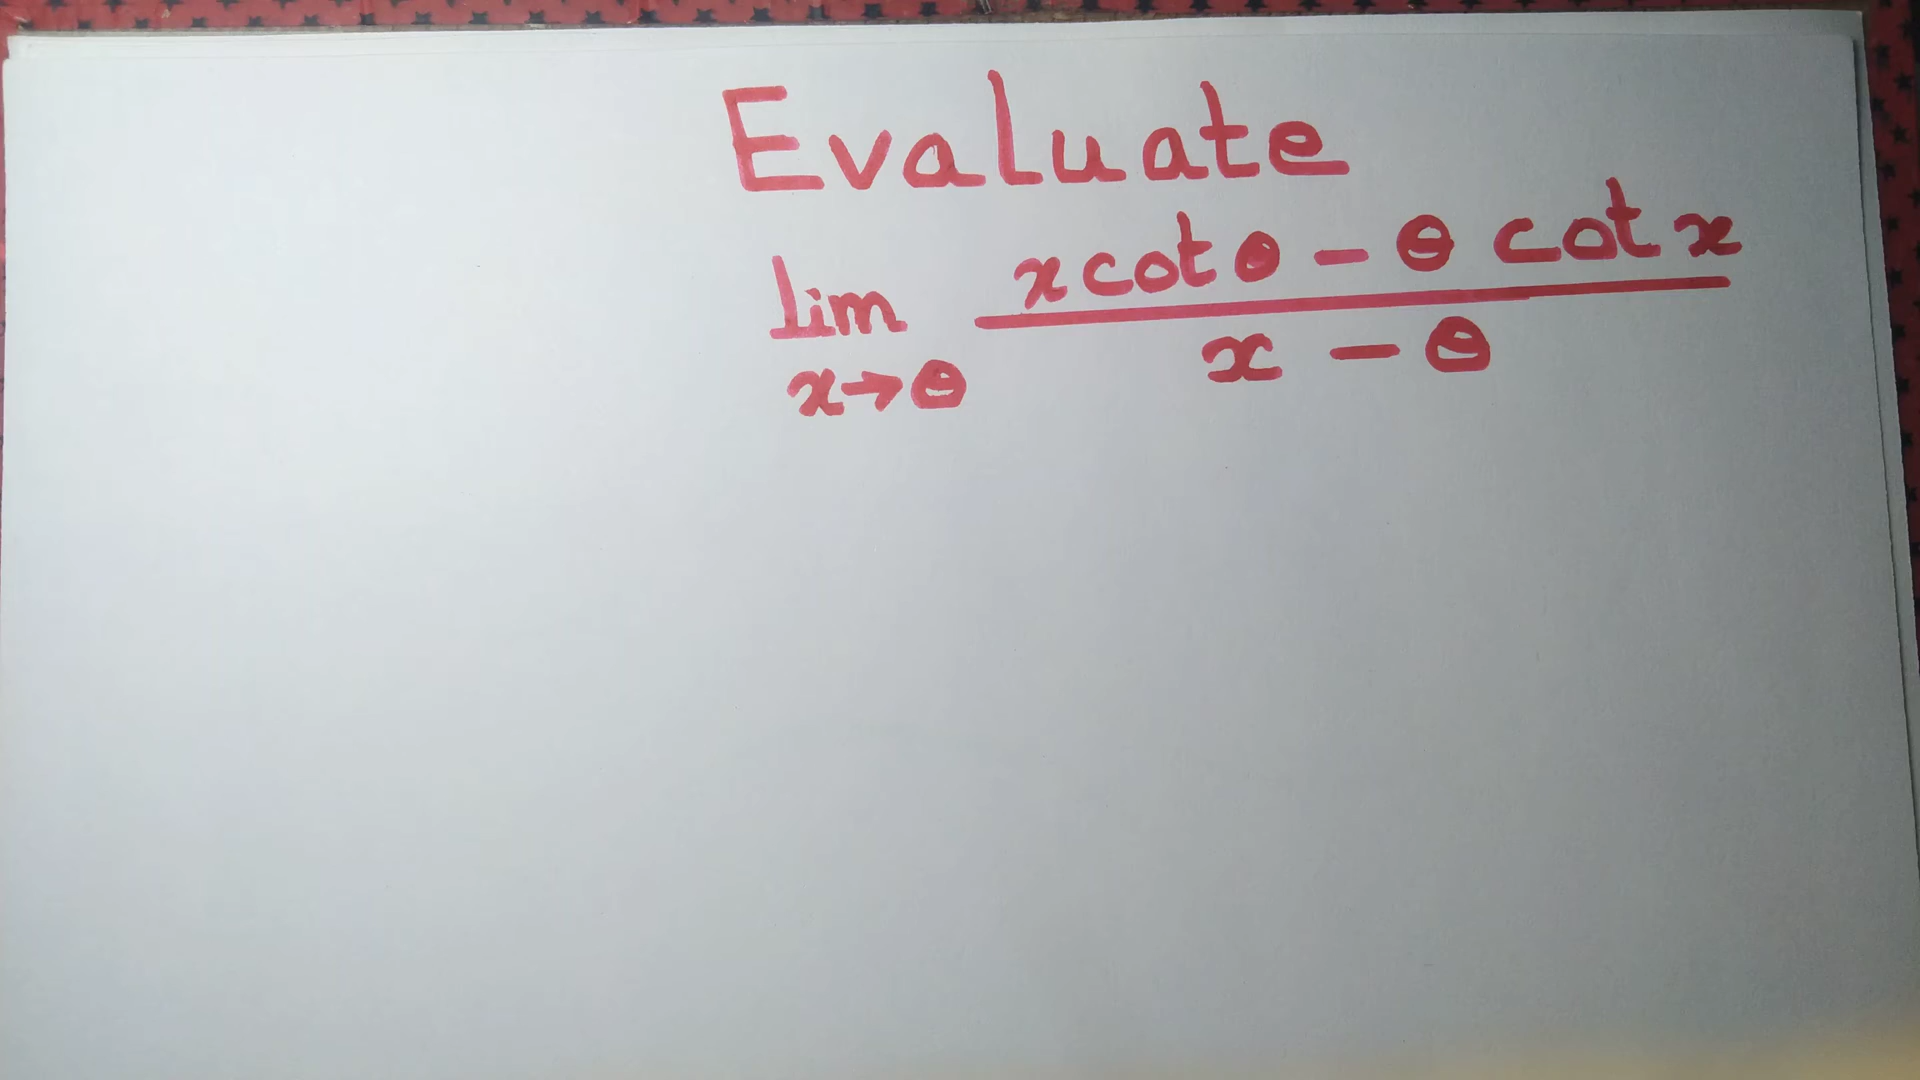 Evaluate
lim x cot θ - θ cot x
x→θ x - θ